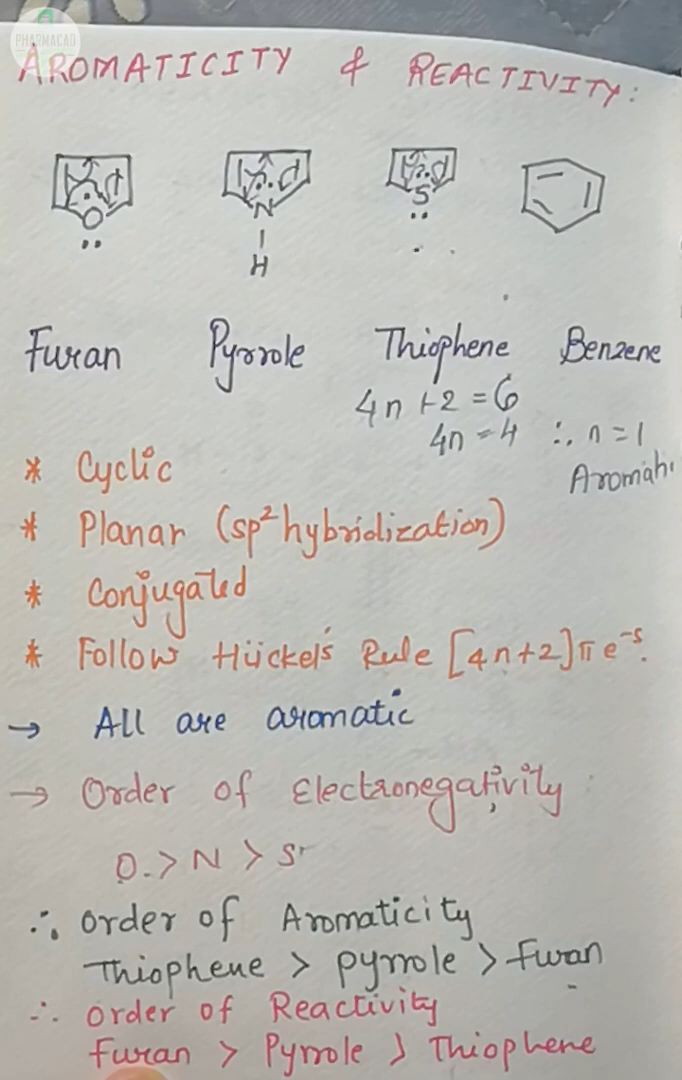 PHARMACAD
AROMATICITY & REACTIVITY:
O
N
S
H
Furan Pyrrole Thiophene Benzene
4n+2=6
4n=4 ∴ n=1
* Cyclic
* Planar (sp² hybridization)
* Conjugated
* Follow Hückel's Rule [4n+2]π e⁻s.
→ All are aromatic
→ Order of Electronegativity:
O > N > S
∴ Order of Aromaticity
Thiophene > pyrrole > Furan
∴ Order of Reactivity
Furan > Pyrrole > Thiophene